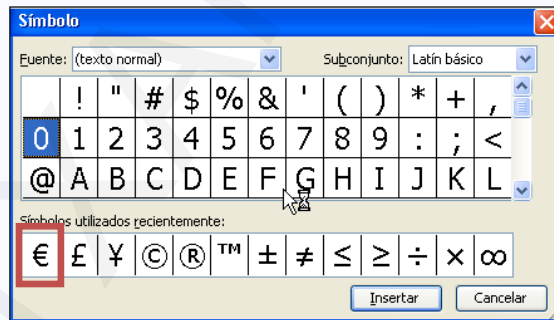 Símbolo
Fuente: (texto normal) Subconjunto: Latín básico
! " # $ % & ' ( ) * + ,
0 1 2 3 4 5 6 7 8 9 : ; <
@ A B C D E F G H I J K L
Símbolos utilizados recientemente:
€ £ ¥ © ® ™ ± ≠ ≤ ≥ ÷ × ∞
Insertar Cancelar